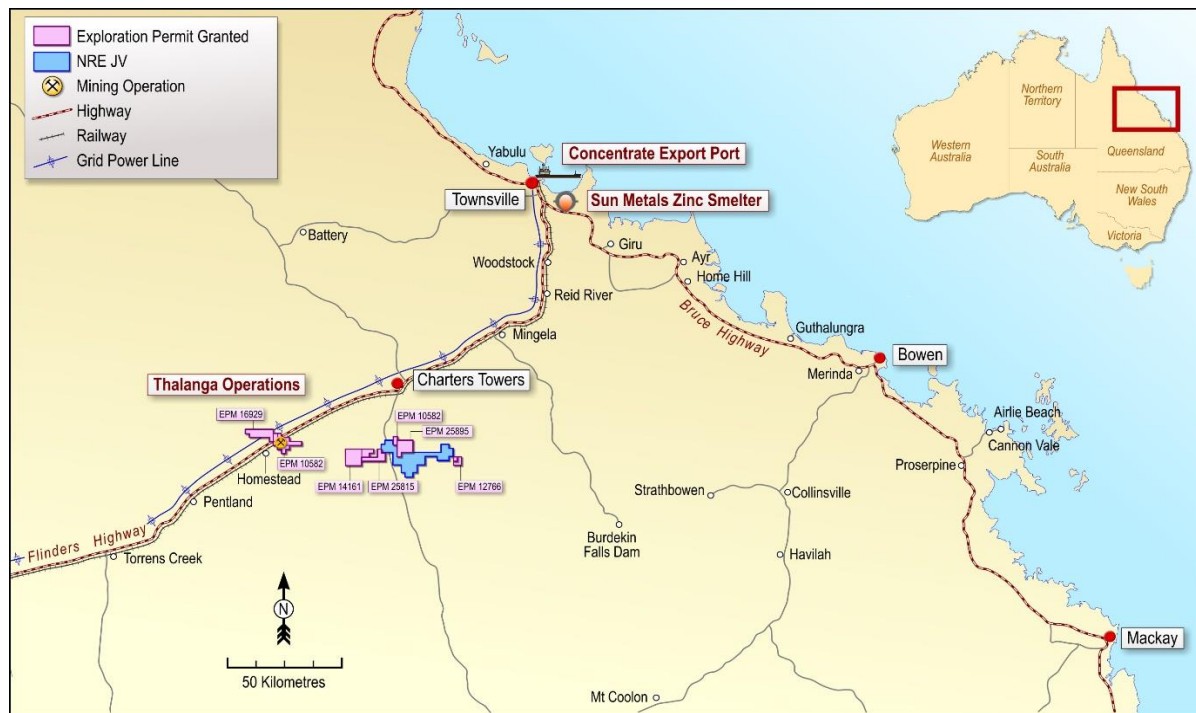 Exploration Permit Granted
NRE JV
Mining Operation
Highway
Railway
Grid Power Line
Northern
Territory
Western
Australia
South
Australia
Queensland
New South
Wales
Victoria
Yabulu
Concentrate Export Port
Townsville
Sun Metals Zinc Smelter
Battery
Giru
Woodstock
Ayr
Home Hill
Reid River
Bruce Highway
Guthalungra
Mingela
Bowen
Merinda
Thalanga Operations
Charters Towers
EPM 16929
EPM 10582
EPM 25895
EPM 10582
Homestead
EPM 14161
EPM 25815
EPM 12766
Airlie Beach
Cannon Vale
Proserpine
Pentland
Strathbowen
Collinsville
Flinders Highway
Torrens Creek
Burdekin
Falls Dam
Havilah
N
50 Kilometres
Mackay
Mt Coolon